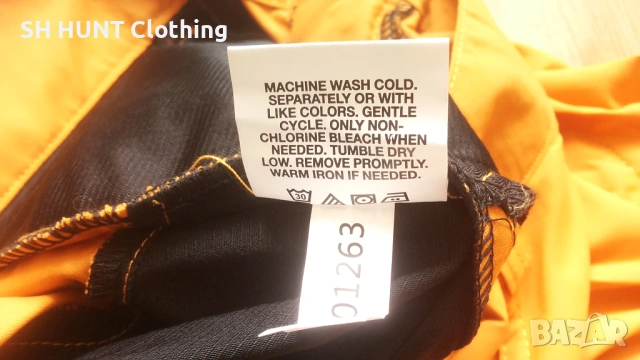 SH HUNT Clothing
MACHINE WASH COLD.
SEPARATELY OR WITH
LIKE COLORS. GENTLE
CYCLE. ONLY NON-
CHLORINE BLEACH WHEN
NEEDED. TUMBLE DRY
LOW. REMOVE PROMPTLY.
WARM IRON IF NEEDED.
30
01263
BAZAR